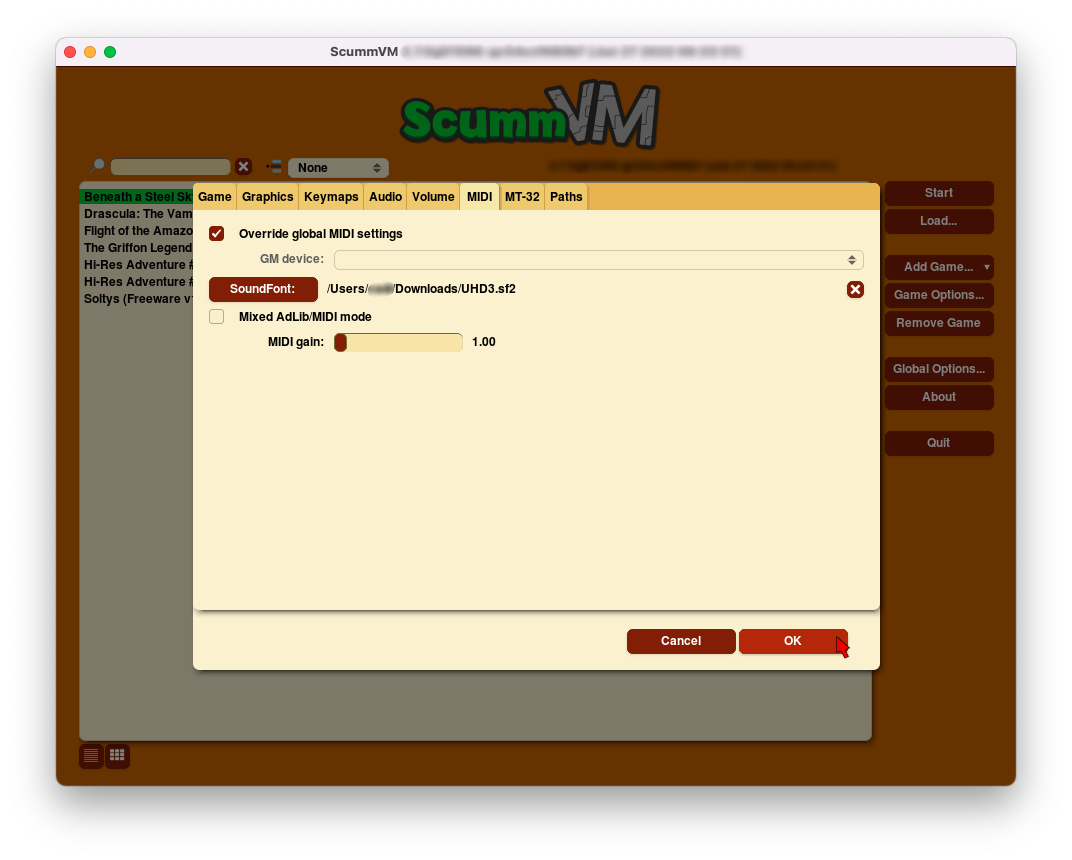 ScummVM
ScummVM
None
Beneath a Steel Sk
Drascula: The Vam
Flight of the Amazo
The Griffon Legend
Hi-Res Adventure #
Hi-Res Adventure #
Soltys (Freeware v
Game Graphics Keymaps Audio Volume MIDI MT-32 Paths
Override global MIDI settings
GM device:
SoundFont: /Users/ /Downloads/UHD3.sf2
Mixed AdLib/MIDI mode
MIDI gain: 1.00
Cancel OK
Start
Load...
Add Game...
Game Options...
Remove Game
Global Options...
About
Quit